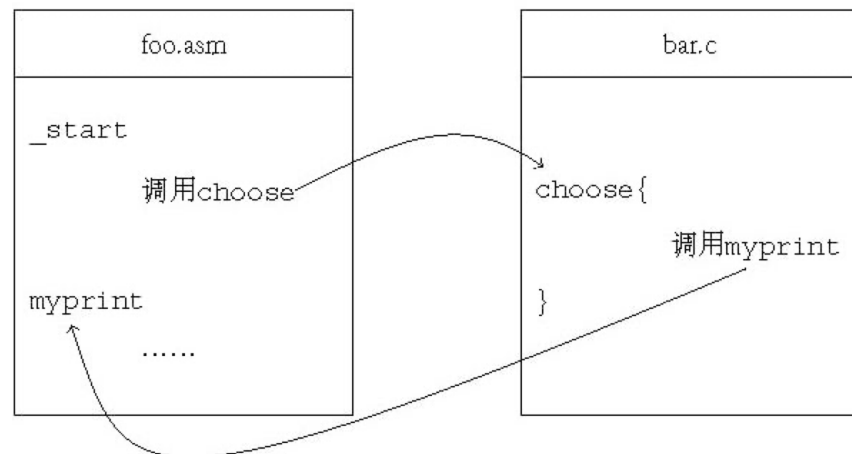 foo.asm
_start
调用choose
myprint
......
bar.c
choose{
调用myprint
}